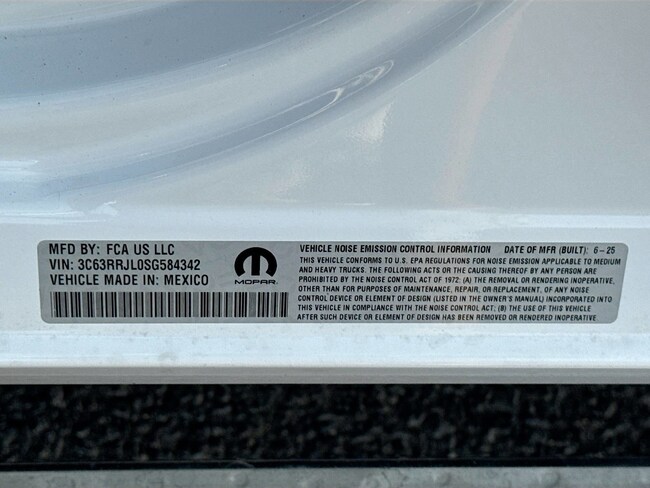 MFD BY: FCA US LLC
VIN: 3C63RRJL0SG584342
VEHICLE MADE IN: MEXICO
MOPAR
VEHICLE NOISE EMISSION CONTROL INFORMATION DATE OF MFR (BUILT): 6-25
THIS VEHICLE CONFORMS TO U.S. EPA REGULATIONS FOR NOISE EMISSION APPLICABLE TO MEDIUM
AND HEAVY TRUCKS. THE FOLLOWING ACTS OR THE CAUSING THEREOF BY ANY PERSON ARE
PROHIBITED BY THE NOISE CONTROL ACT OF 1972: (A) THE REMOVAL OR RENDERING INOPERATIVE,
OTHER THAN FOR PURPOSES OF MAINTENANCE, REPAIR, OR REPLACEMENT, OF ANY NOISE
CONTROL DEVICE OR ELEMENT OF DESIGN (LISTED IN THE OWNER'S MANUAL) INCORPORATED INTO
THIS VEHICLE IN COMPLIANCE WITH THE NOISE CONTROL ACT; (B) THE USE OF THIS VEHICLE
AFTER SUCH DEVICE OR ELEMENT OF DESIGN HAS BEEN REMOVED OR RENDERED INOPERATIVE.